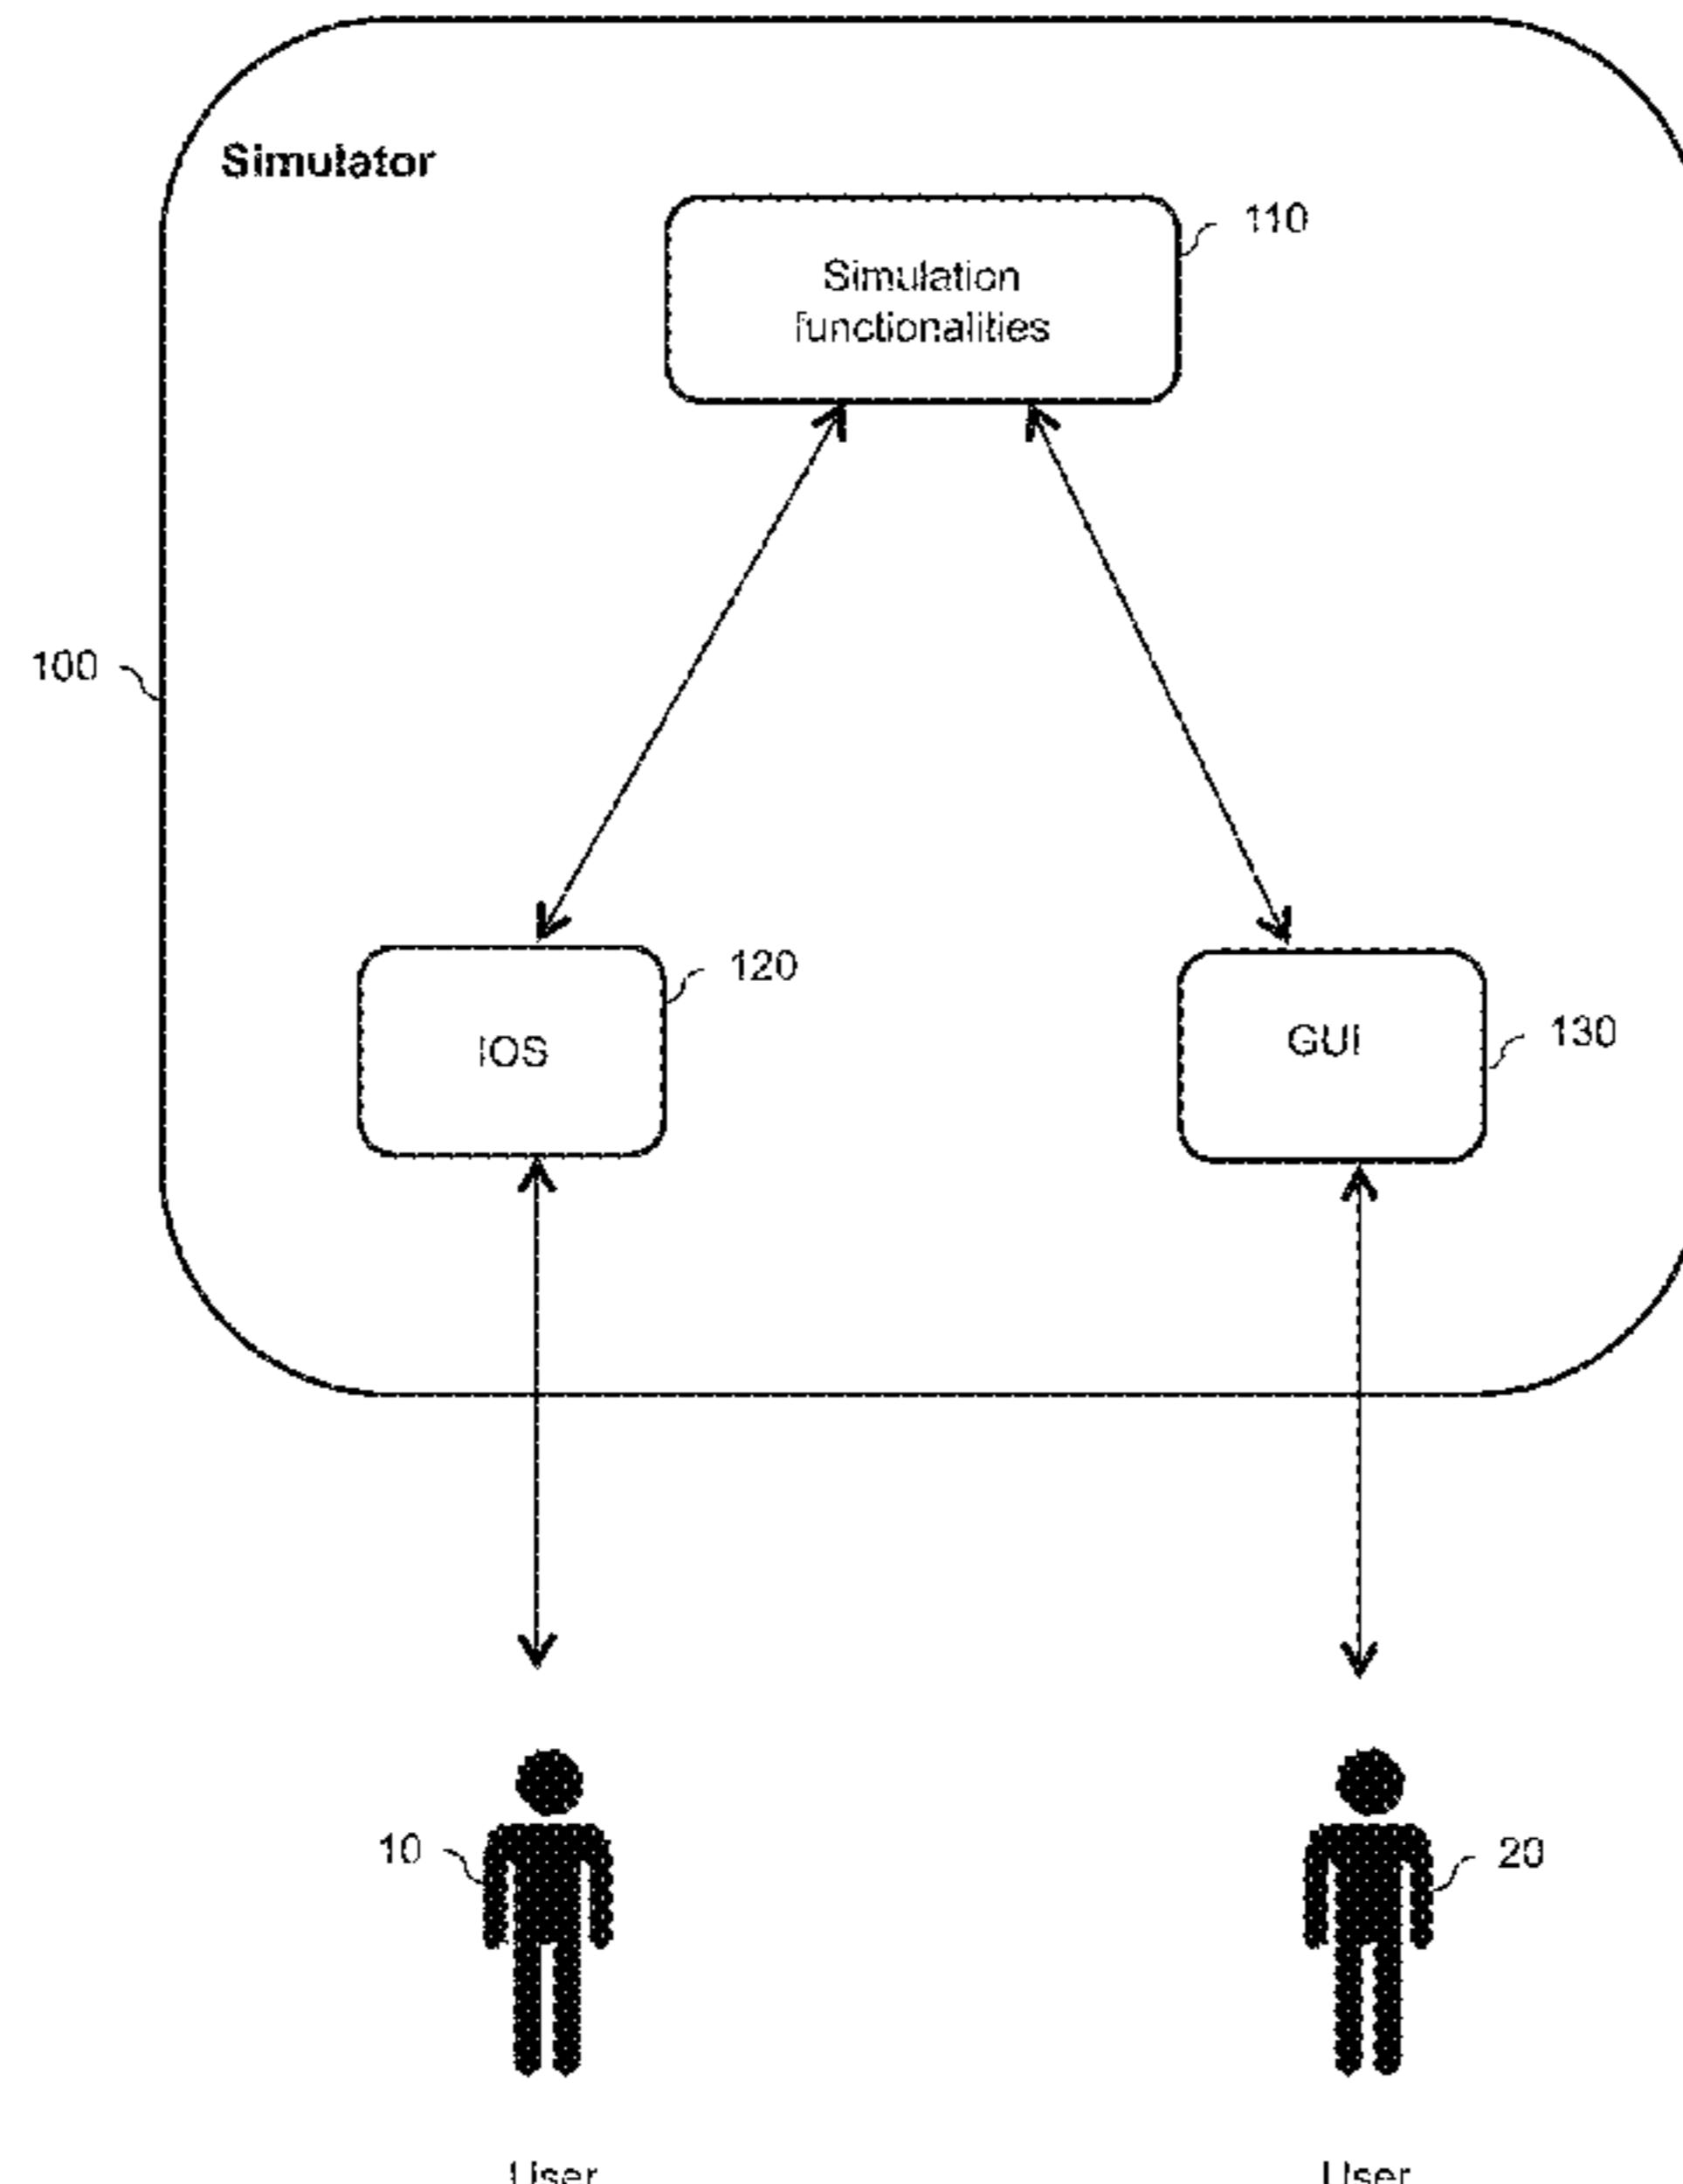 Simulator
110
Simulation
functionalities
100
120
IOS
GUI
130
10
20
User
User